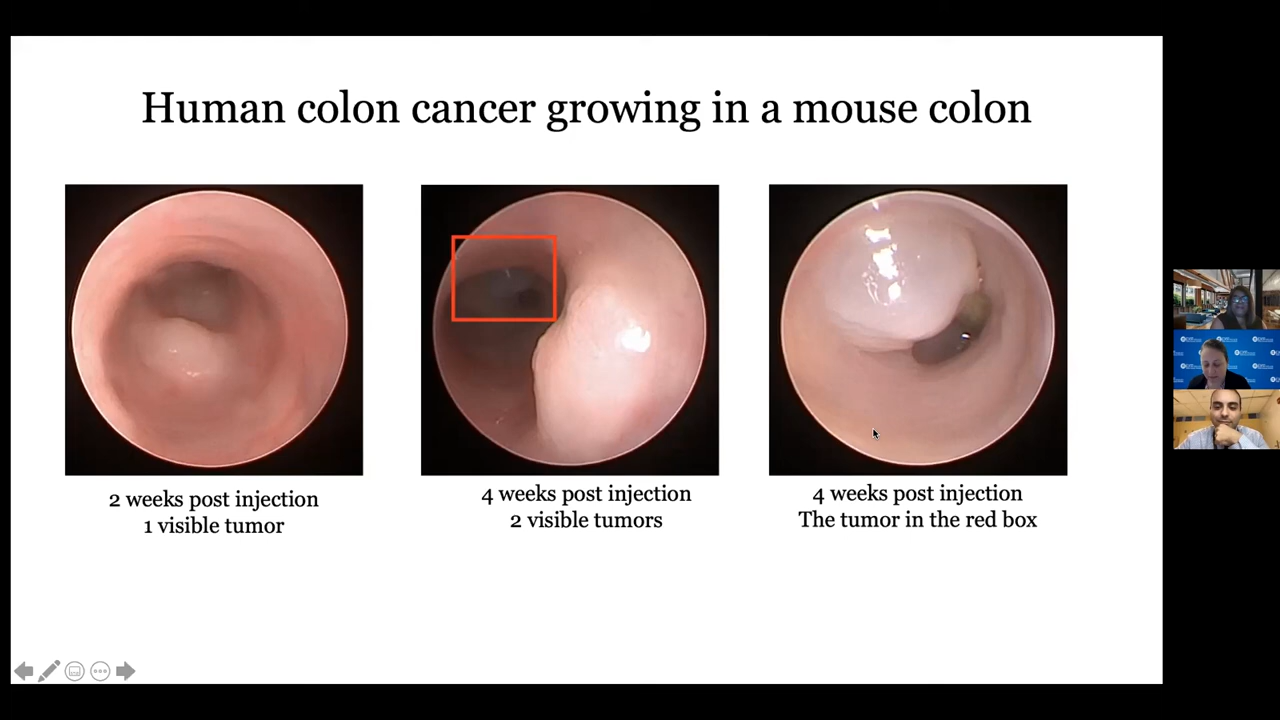 Human colon cancer growing in a mouse colon
2 weeks post injection
1 visible tumor
4 weeks post injection
2 visible tumors
4 weeks post injection
The tumor in the red box